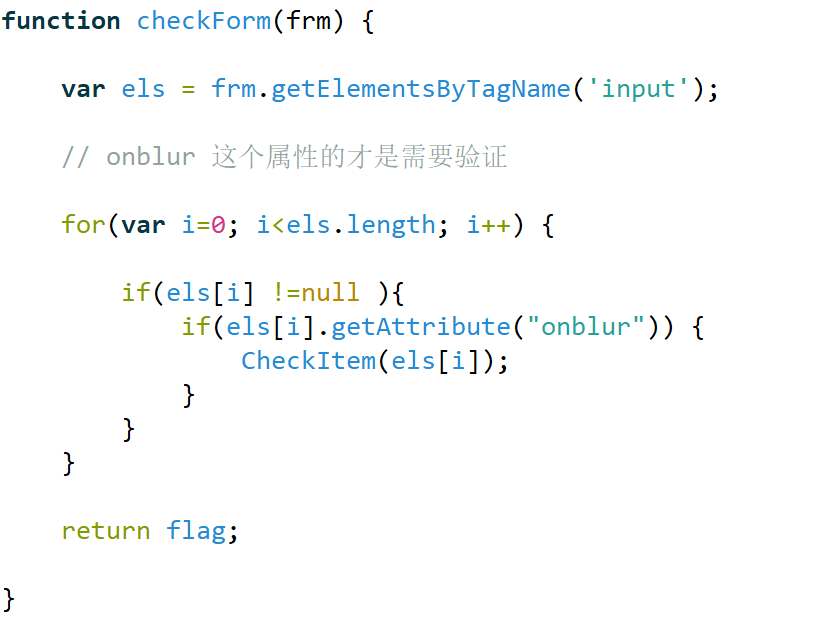 function checkForm(frm) {
var els = frm.getElementsByTagName('input');
// onblur 这个属性的才是需要验证
for(var i=0; i<els.length; i++) {
if(els[i] !=null ){
if(els[i].getAttribute("onblur")) {
CheckItem(els[i]);
}
}
}
return flag;
}